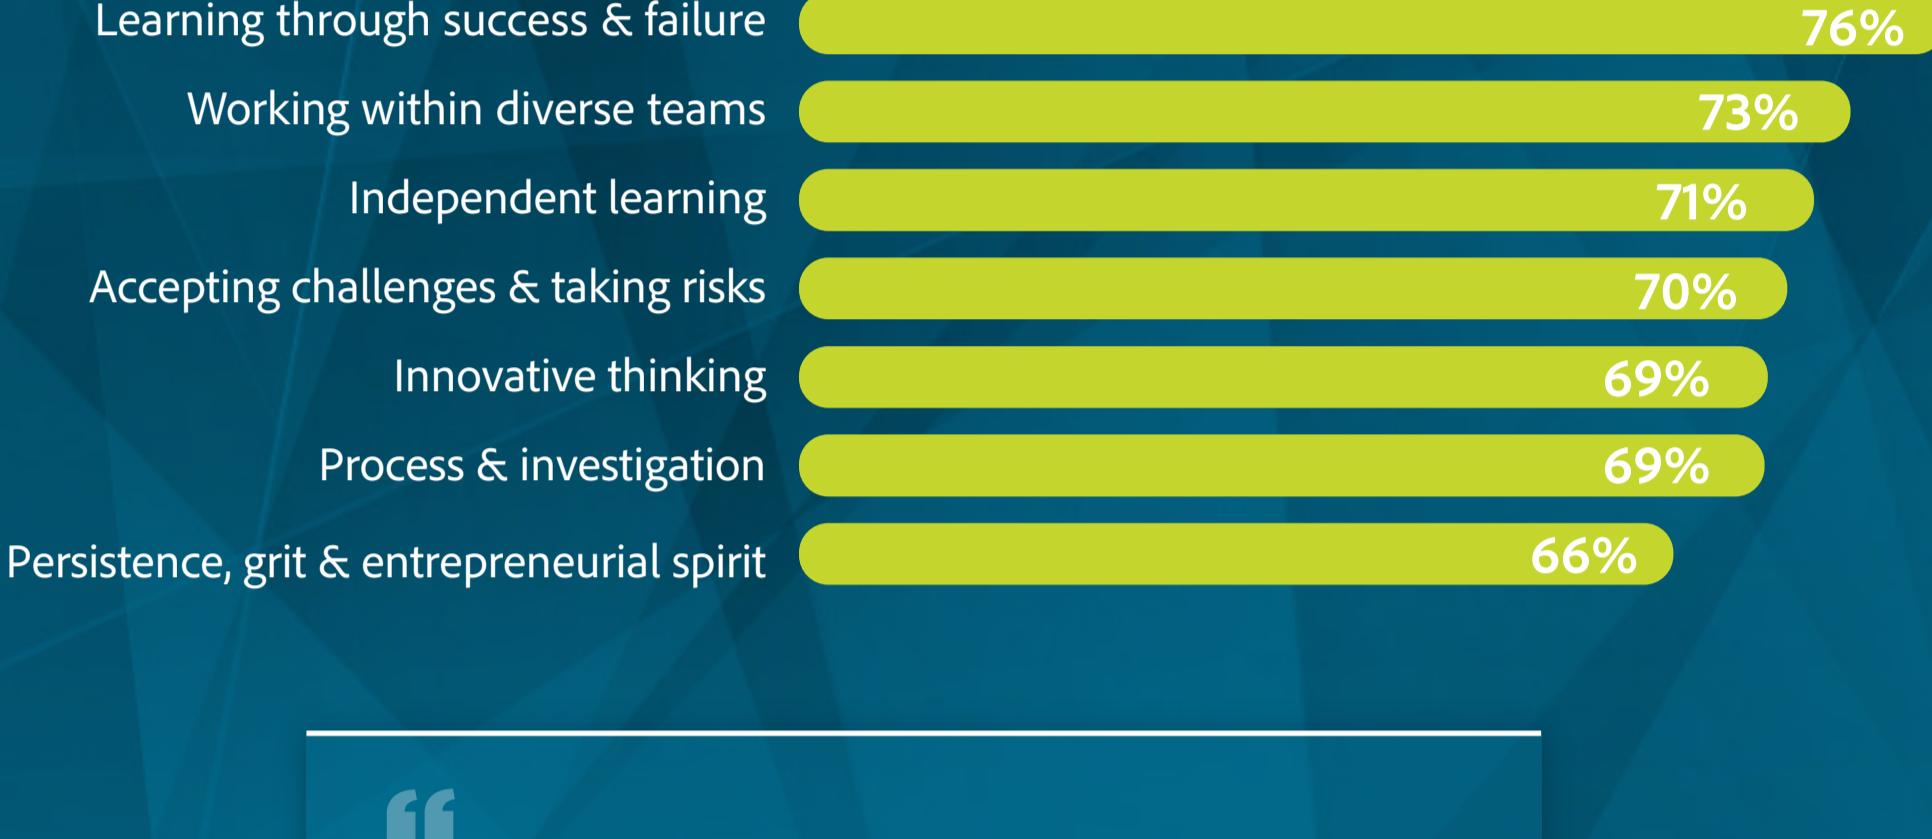 Learning through success & failure 76%
Working within diverse teams 73%
Independent learning 71%
Accepting challenges & taking risks 70%
Innovative thinking 69%
Process & investigation 69%
Persistence, grit & entrepreneurial spirit 66%
“